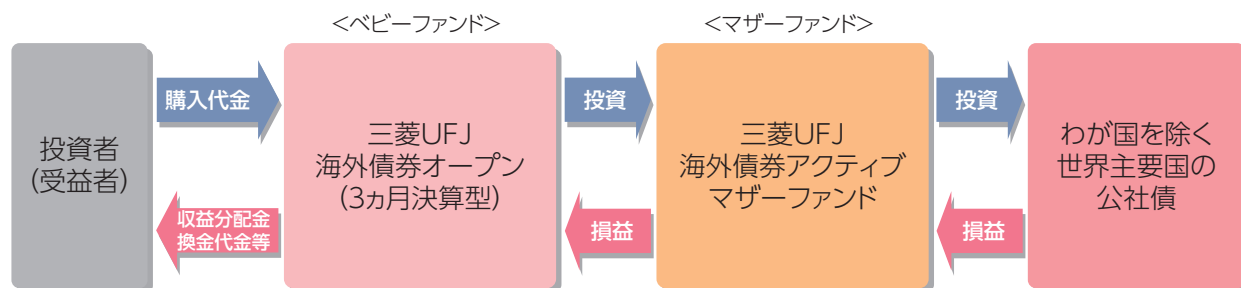 <ベビーファンド>
<マザーファンド>
投資者
(受益者)
購入代金
収益分配金
換金代金等
三菱UFJ
海外債券オープン
(3ヵ月決算型)
投資
損益
三菱UFJ
海外債券アクティブ
マザーファンド
投資
損益
わが国を除く
世界主要国の
公社債